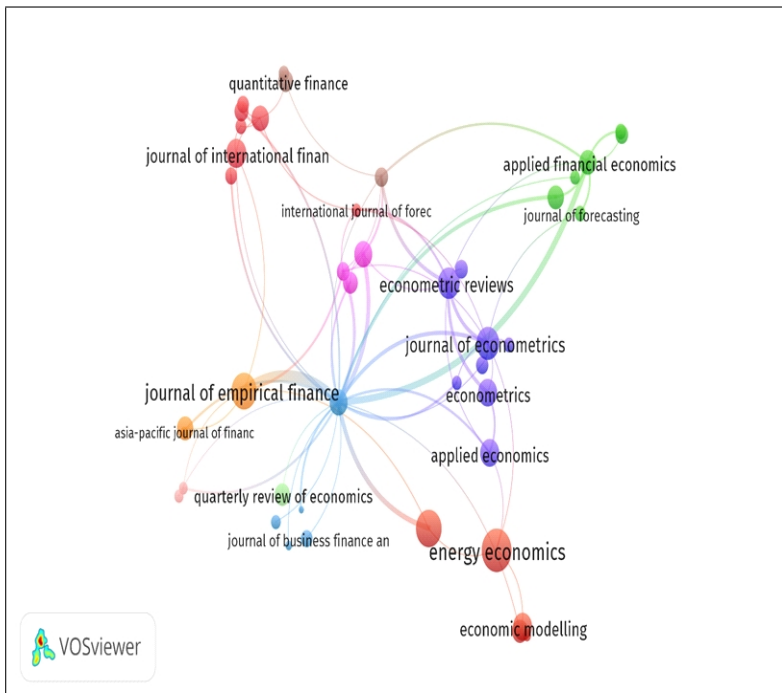 quantitative finance
journal of international finan
applied financial economics
international journal of forec
journal of forecasting
econometric reviews
journal of econometrics
journal of empirical finance
econometrics
asia-pacific journal of financ
applied economics
quarterly review of economics
journal of business finance an
energy economics
economic modelling
VOSviewer